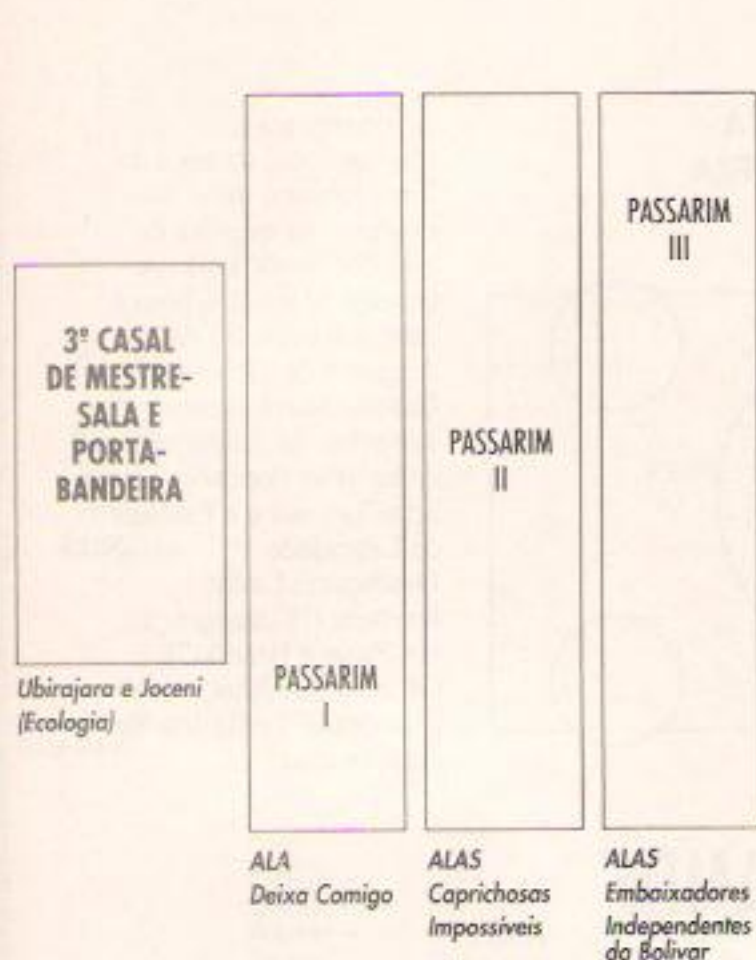 3º CASAL
DE MESTRE-
SALA E
PORTA-
BANDEIRA
Ubirajara e Joceni
(Ecologia)
PASSARIM
I
ALA
Deixa Comigo
PASSARIM
II
ALAS
Caprichosas
Impossíveis
PASSARIM
III
ALAS
Embaixadores
Independentes
da Bolivar